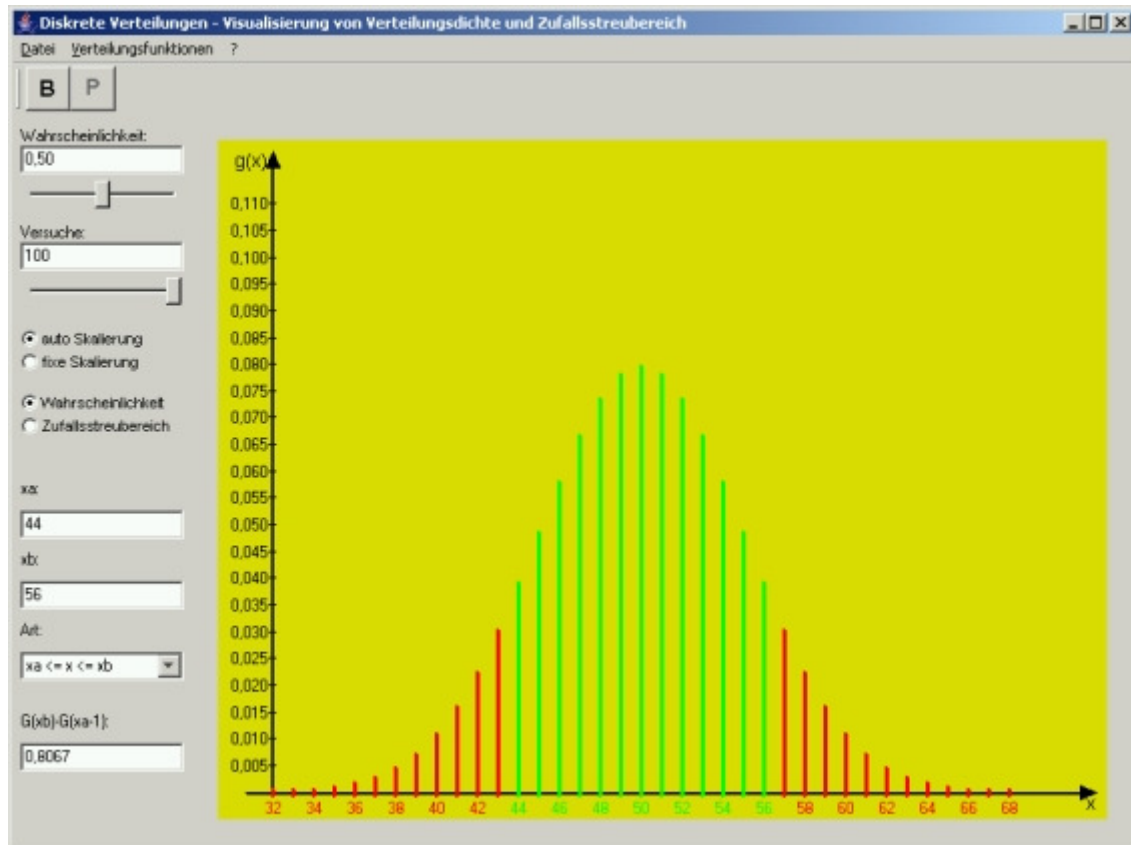 Diskrete Verteilungen - Visualisierung von Verteilungsdichte und Zufallsstreubereich
Datei Verteilungsfunktionen ?
B P
Wahrscheinlichkeit:
0,50
Versuche:
100
auto Skalierung
fixe Skalierung
Wahrscheinlichkeit
Zufallsstreubereich
xa:
44
xb:
56
Art:
xa <= x <= xb
G(xb)-G(xa-1):
0,8067
g(x)
0,110
0,105
0,100
0,095
0,090
0,085
0,080
0,075
0,070
0,065
0,060
0,055
0,050
0,045
0,040
0,035
0,030
0,025
0,020
0,015
0,010
0,005
32 34 36 38 40 42 44 46 48 50 52 54 56 58 60 62 64 66 68 x